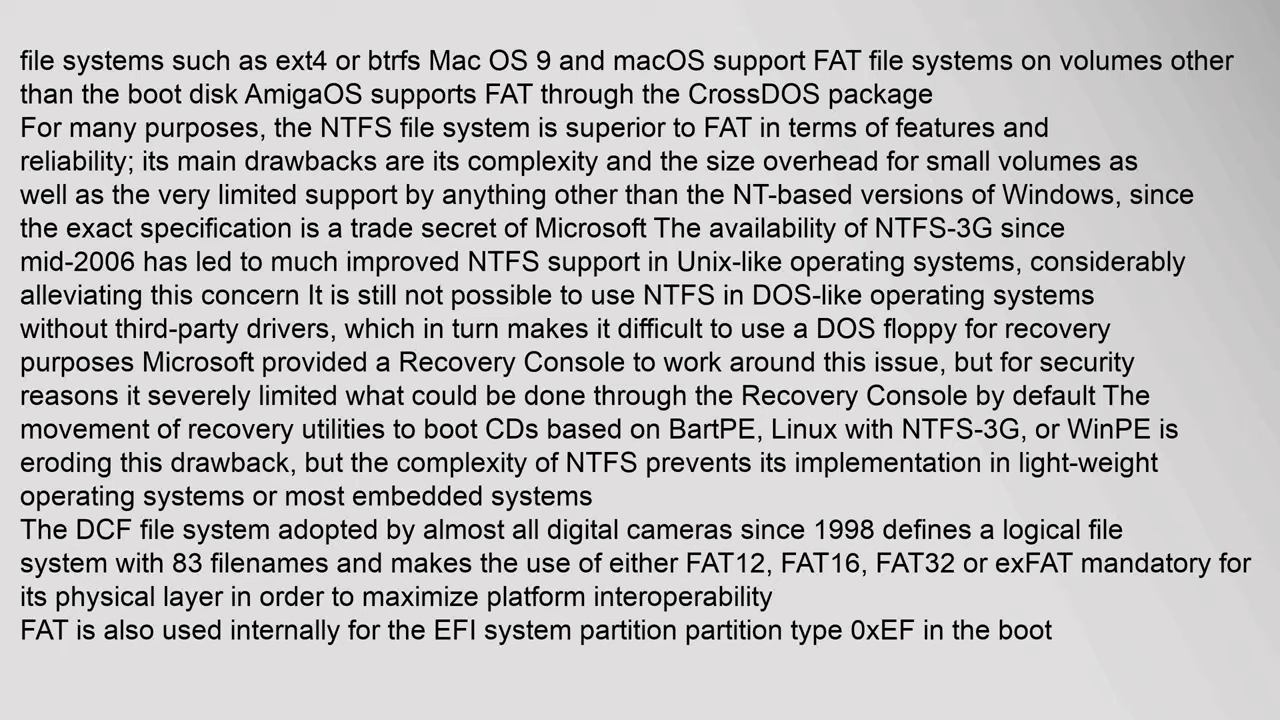 file systems such as ext4 or btrfs Mac OS 9 and macOS support FAT file systems on volumes other
than the boot disk AmigaOS supports FAT through the CrossDOS package
For many purposes, the NTFS file system is superior to FAT in terms of features and
reliability; its main drawbacks are its complexity and the size overhead for small volumes as
well as the very limited support by anything other than the NT-based versions of Windows, since
the exact specification is a trade secret of Microsoft The availability of NTFS-3G since
mid-2006 has led to much improved NTFS support in Unix-like operating systems, considerably
alleviating this concern It is still not possible to use NTFS in DOS-like operating systems
without third-party drivers, which in turn makes it difficult to use a DOS floppy for recovery
purposes Microsoft provided a Recovery Console to work around this issue, but for security
reasons it severely limited what could be done through the Recovery Console by default The
movement of recovery utilities to boot CDs based on BartPE, Linux with NTFS-3G, or WinPE is
eroding this drawback, but the complexity of NTFS prevents its implementation in light-weight
operating systems or most embedded systems
The DCF file system adopted by almost all digital cameras since 1998 defines a logical file
system with 83 filenames and makes the use of either FAT12, FAT16, FAT32 or exFAT mandatory for
its physical layer in order to maximize platform interoperability
FAT is also used internally for the EFI system partition partition type 0xEF in the boot